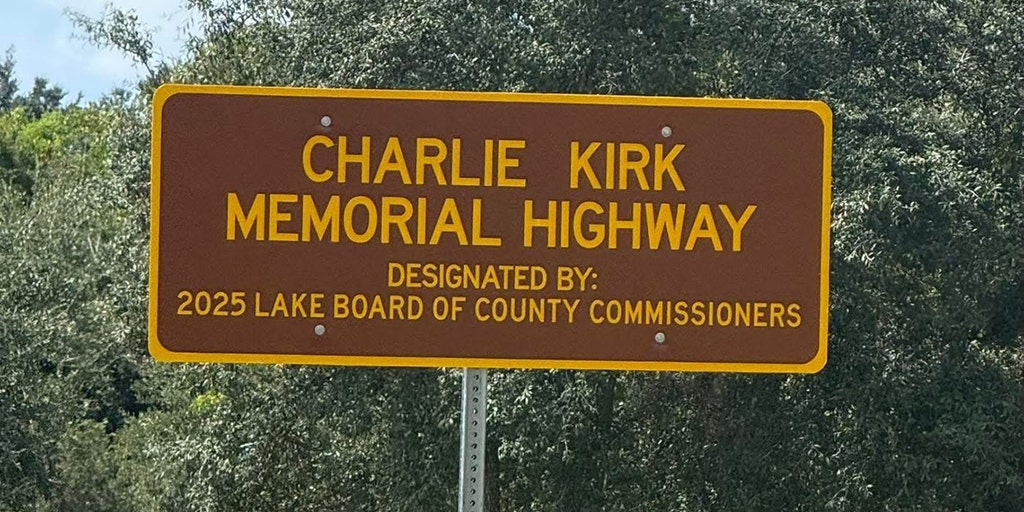 CHARLIE KIRK
MEMORIAL HIGHWAY
DESIGNATED BY:
2025 LAKE BOARD OF COUNTY COMMISSIONERS